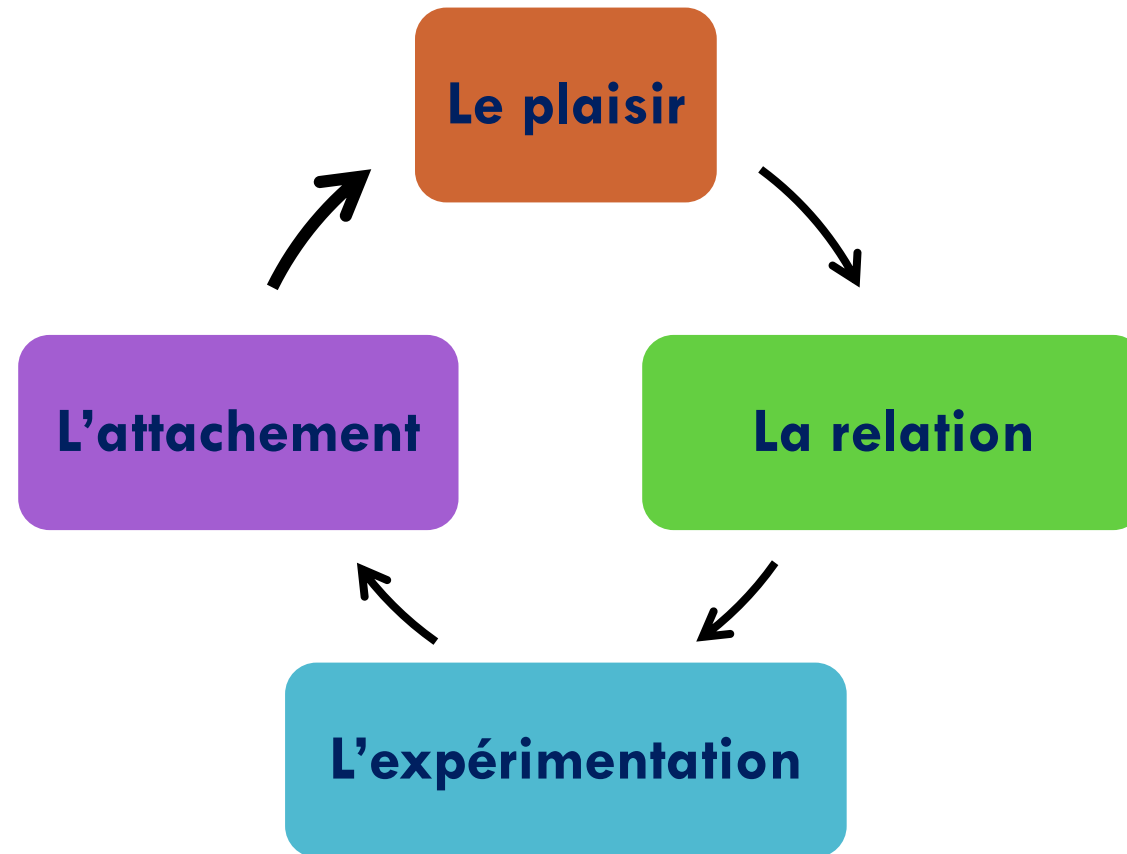 Le plaisir
L’attachement
La relation
L’expérimentation